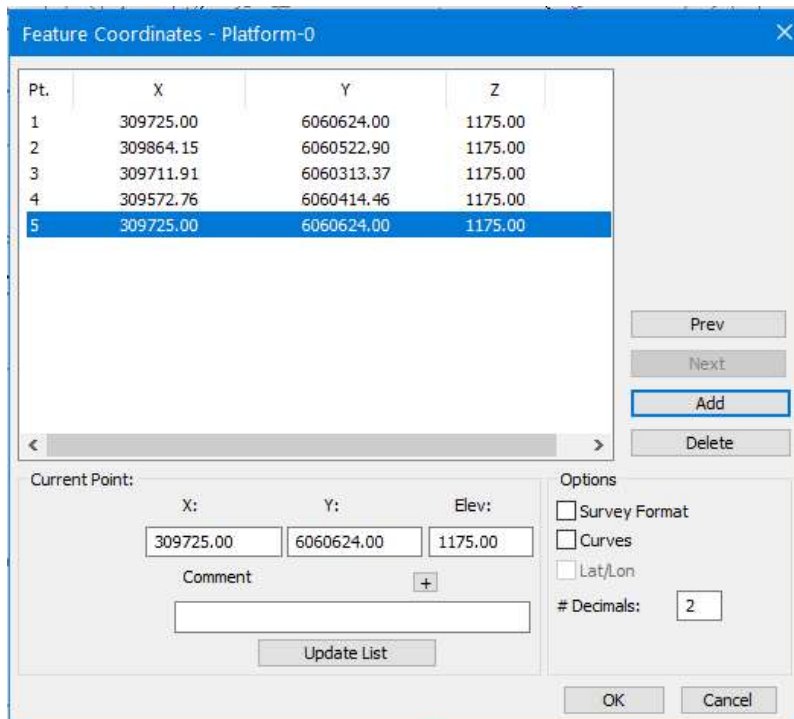 Feature Coordinates - Platform-0
Pt. X Y Z
1 309725.00 6060624.00 1175.00
2 309864.15 6060522.90 1175.00
3 309711.91 6060313.37 1175.00
4 309572.76 6060414.46 1175.00
5 309725.00 6060624.00 1175.00
Prev
Next
Add
Delete
Current Point:
X: Y: Elev:
309725.00 6060624.00 1175.00
Comment +
Update List
Options
Survey Format
Curves
Lat/Lon
# Decimals: 2
OK Cancel